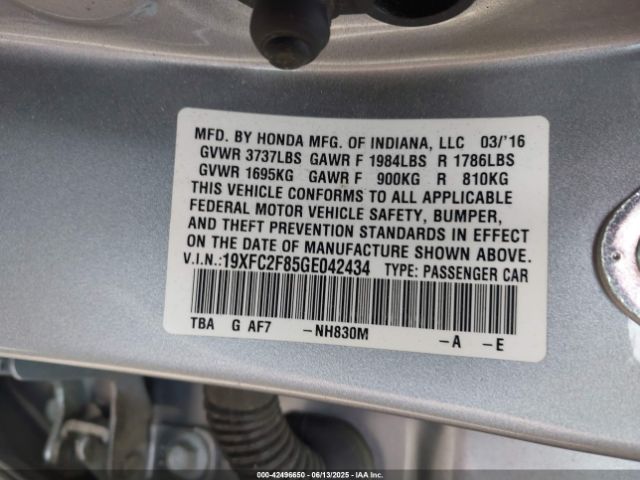 MFD. BY HONDA MFG. OF INDIANA, LLC 03/'16
GVWR 3737LBS GAWR F 1984LBS R 1786LBS
GVWR 1695KG GAWR F 900KG R 810KG
THIS VEHICLE CONFORMS TO ALL APPLICABLE
FEDERAL MOTOR VEHICLE SAFETY, BUMPER,
AND THEFT PREVENTION STANDARDS IN EFFECT
ON THE DATE OF MANUFACTURE SHOWN ABOVE.
V.I.N.:19XFC2F85GE042434 TYPE: PASSENGER CAR
TBA G AF7 -NH830M -A -E
000-42496650 - 06/13/2025 - IAA Inc.